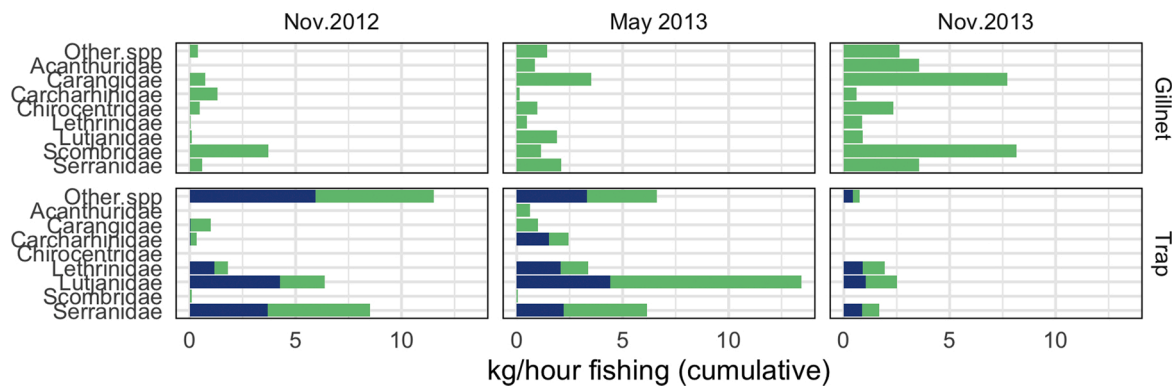 Nov.2012 May 2013 Nov.2013
Other spp
Acanthuridae
Carangidae
Carcharhinidae
Chirocentridae
Lethrinidae
Lutjanidae
Scombridae
Serranidae
Gillnet
Other spp
Acanthuridae
Carangidae
Carcharhinidae
Chirocentridae
Lethrinidae
Lutjanidae
Scombridae
Serranidae
Trap
0 5 10 0 5 10 0 5 10
kg/hour fishing (cumulative)